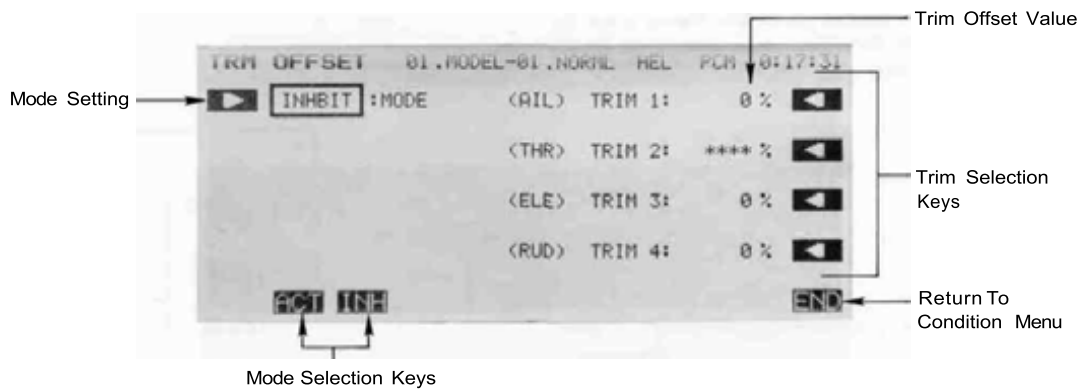 Trim Offset Value
TRM OFFSET 01.MODEL-01.NORML HEL PCM 0:17:31
Mode Setting
INHBIT :MODE (AIL) TRIM 1: 0 %
(THR) TRIM 2: **** %
Trim Selection
Keys
(ELE) TRIM 3: 0 %
(RUD) TRIM 4: 0 %
ACT INH END
Return To
Condition Menu
Mode Selection Keys